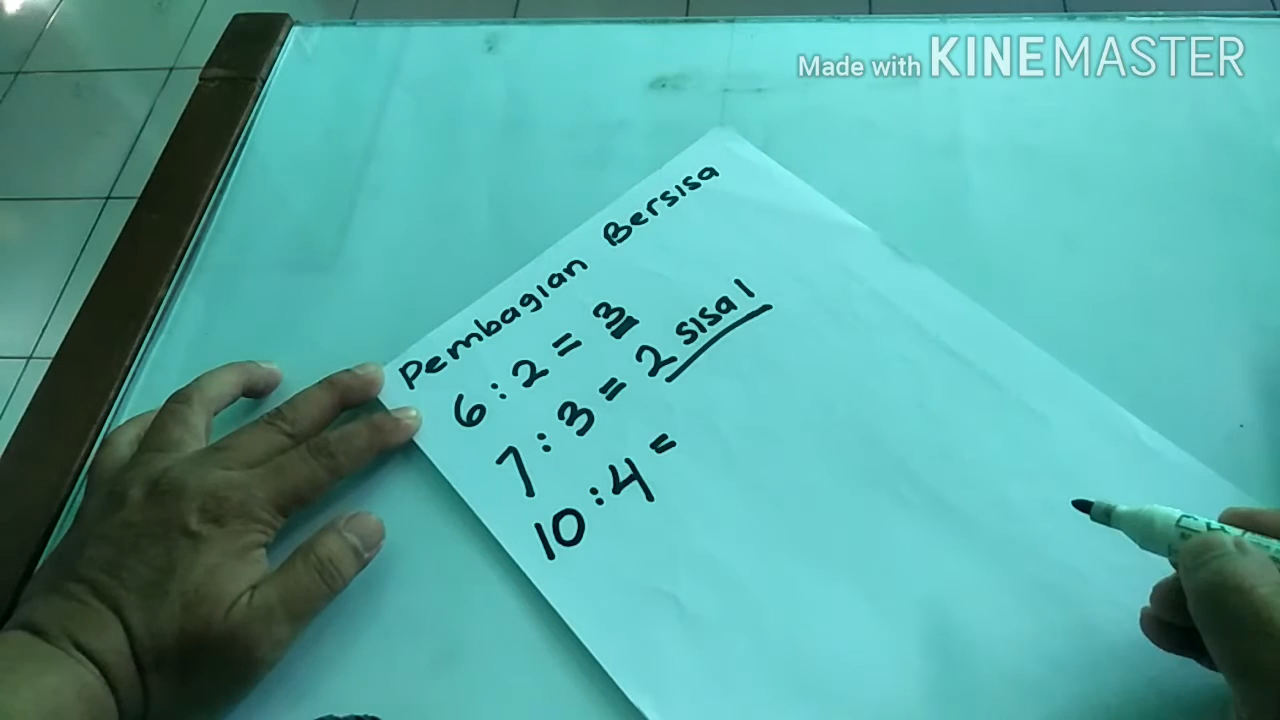 Made with KINEMASTER
Pembagian Bersisa
6 : 2 = 3
7 : 3 = 2 sisa 1
10 : 4 =